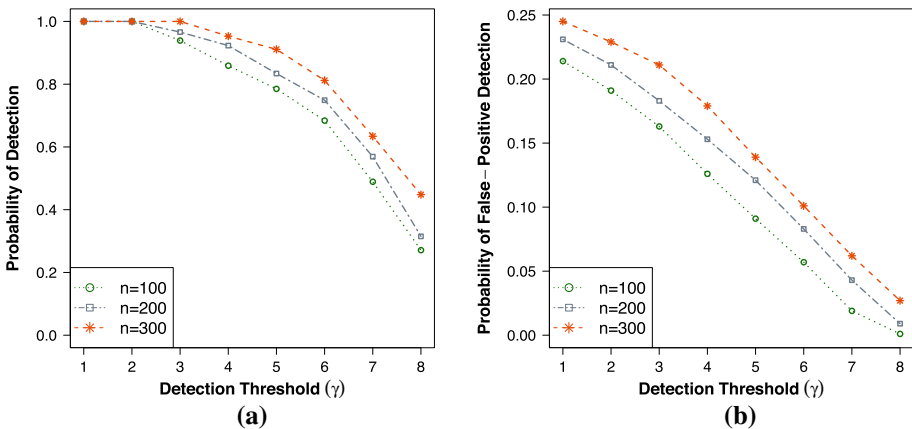 Probability of Detection
1.0
0.8
0.6
0.4
0.2
0.0
n=100
n=200
n=300
1 2 3 4 5 6 7 8
Detection Threshold (γ)
(a)
Probability of False−Positive Detection
0.25
0.20
0.15
0.10
0.05
0.00
n=100
n=200
n=300
1 2 3 4 5 6 7 8
Detection Threshold (γ)
(b)